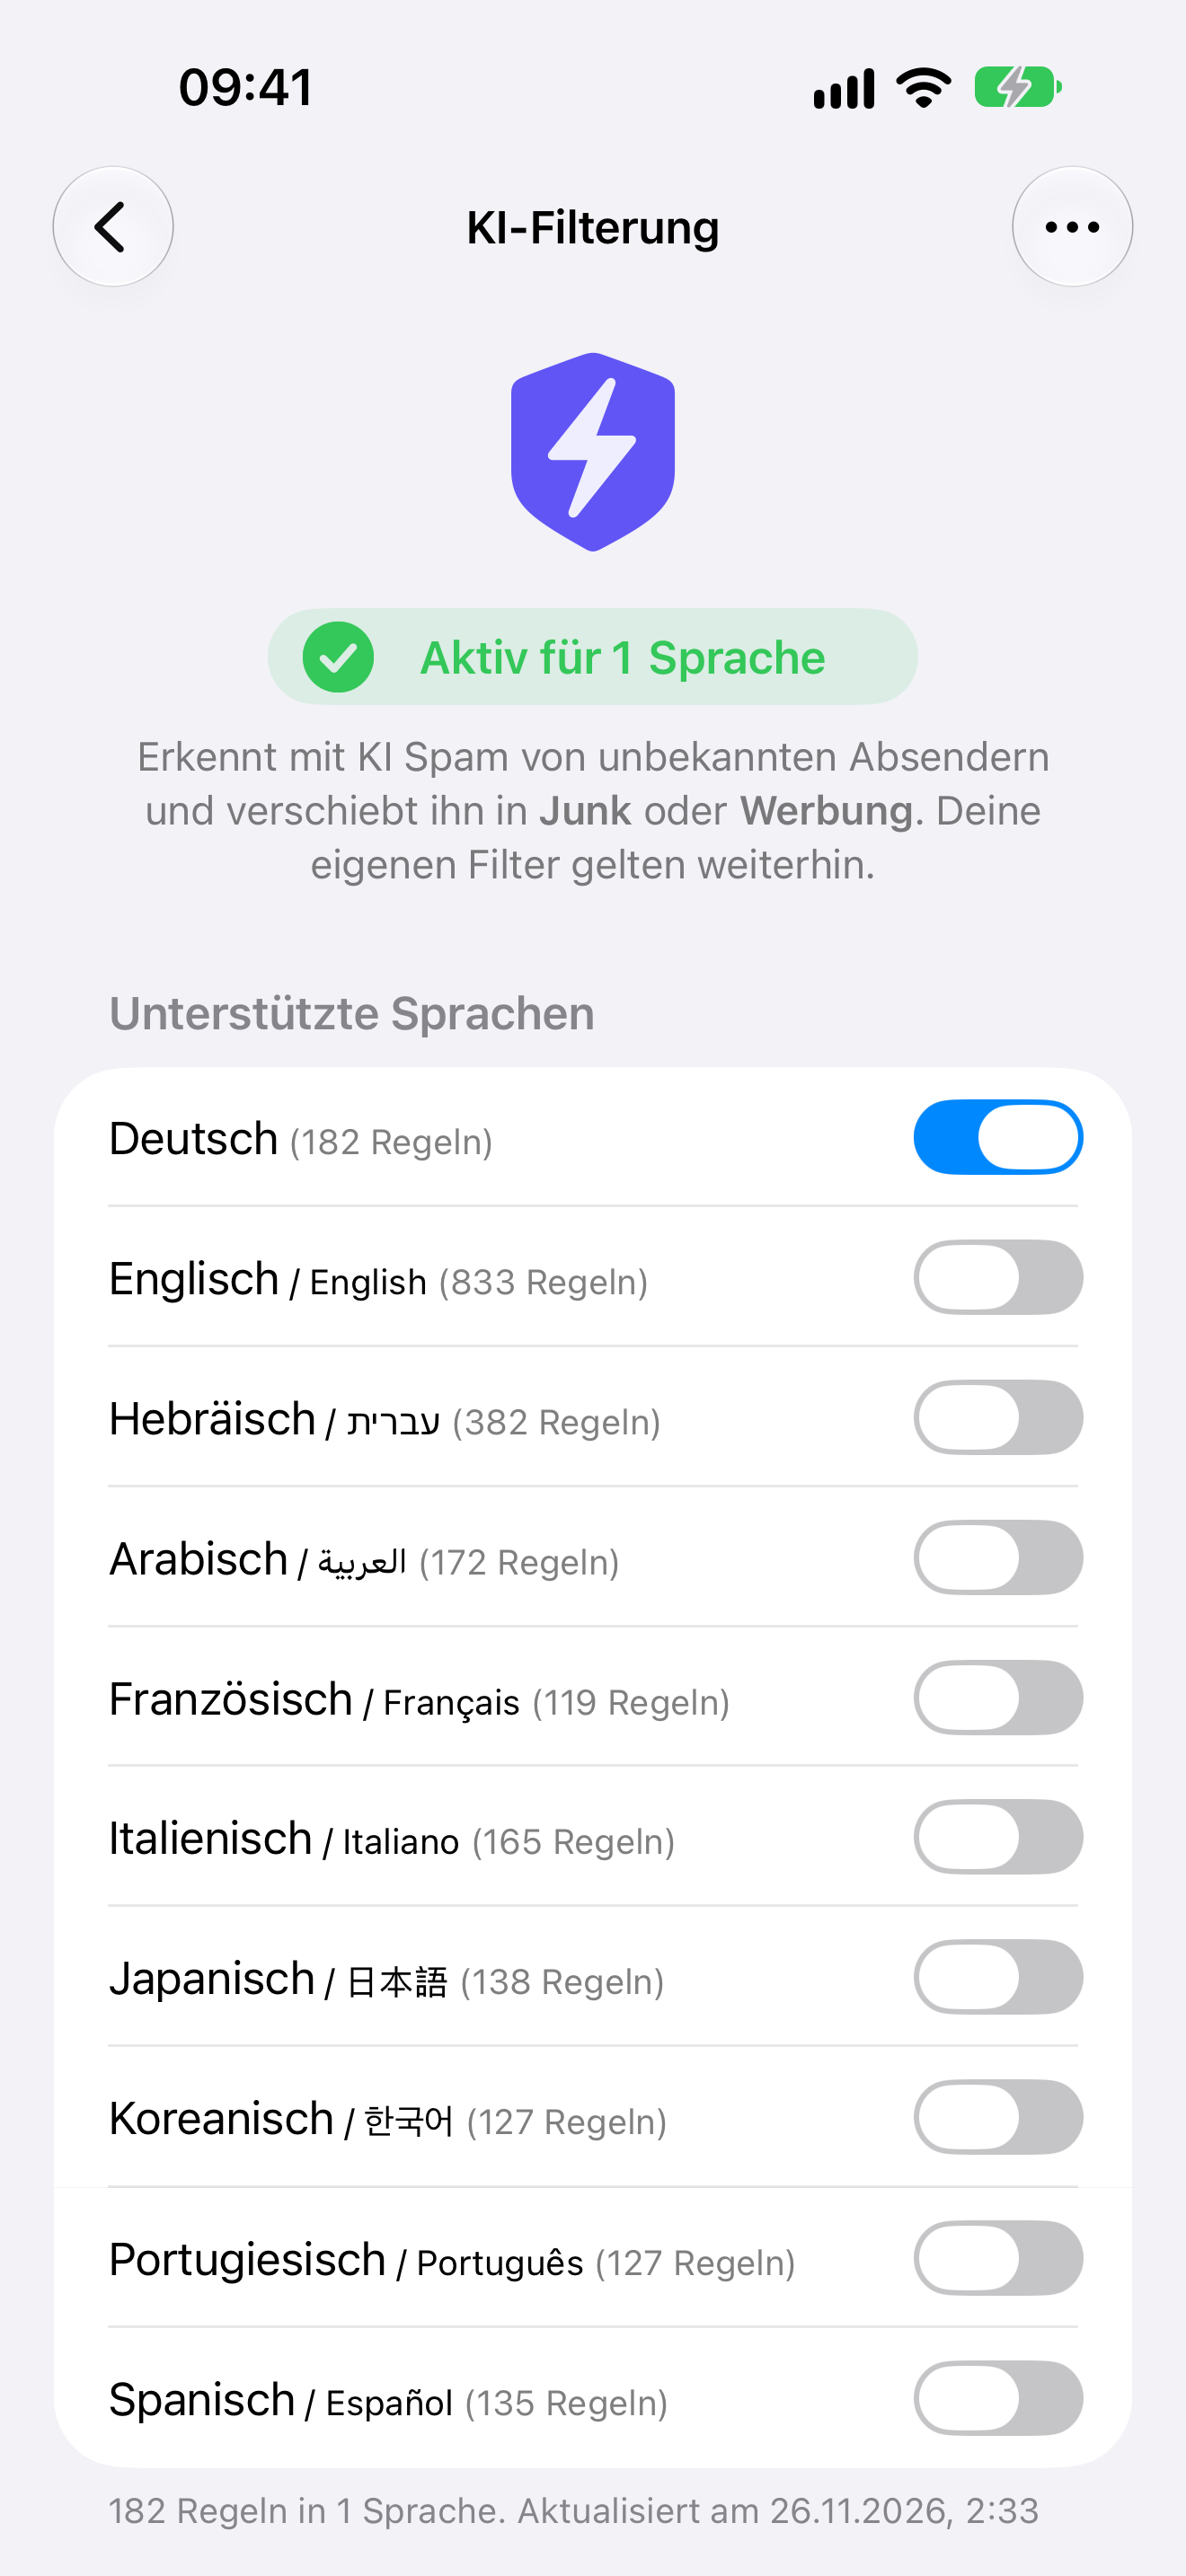 09:41
KI-Filterung
Aktiv für 1 Sprache
Erkennt mit KI Spam von unbekannten Absendern
und verschiebt ihn in Junk oder Werbung. Deine
eigenen Filter gelten weiterhin.
Unterstützte Sprachen
Deutsch (182 Regeln)
Englisch / English (833 Regeln)
Hebräisch / עברית (382 Regeln)
Arabisch / العربية (172 Regeln)
Französisch / Français (119 Regeln)
Italienisch / Italiano (165 Regeln)
Japanisch / 日本語 (138 Regeln)
Koreanisch / 한국어 (127 Regeln)
Portugiesisch / Português (127 Regeln)
Spanisch / Español (135 Regeln)
182 Regeln in 1 Sprache. Aktualisiert am 26.11.2026, 2:33